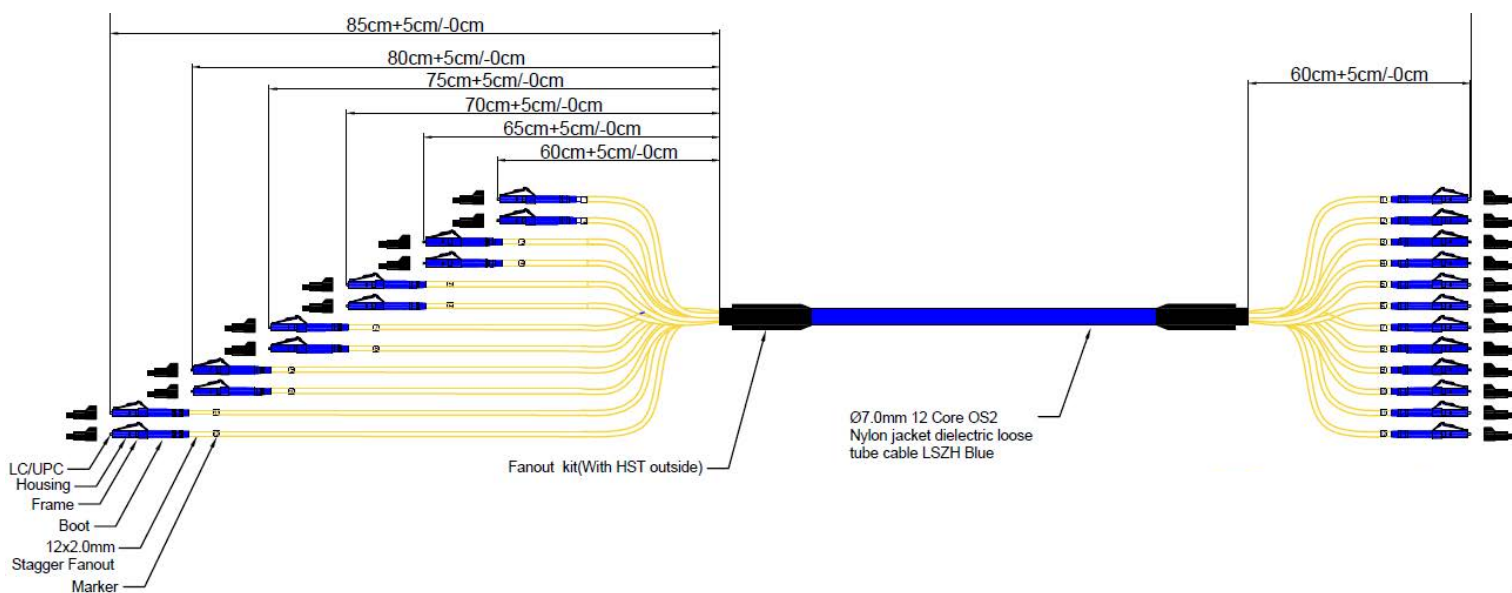 85cm+5cm/-0cm
80cm+5cm/-0cm
75cm+5cm/-0cm
70cm+5cm/-0cm
65cm+5cm/-0cm
60cm+5cm/-0cm
60cm+5cm/-0cm
Ø7.0mm 12 Core OS2
Nylon jacket dielectric loose
tube cable LSZH Blue
Fanout kit(With HST outside)
LC/UPC
Housing
Frame
Boot
12x2.0mm
Stagger Fanout
Marker